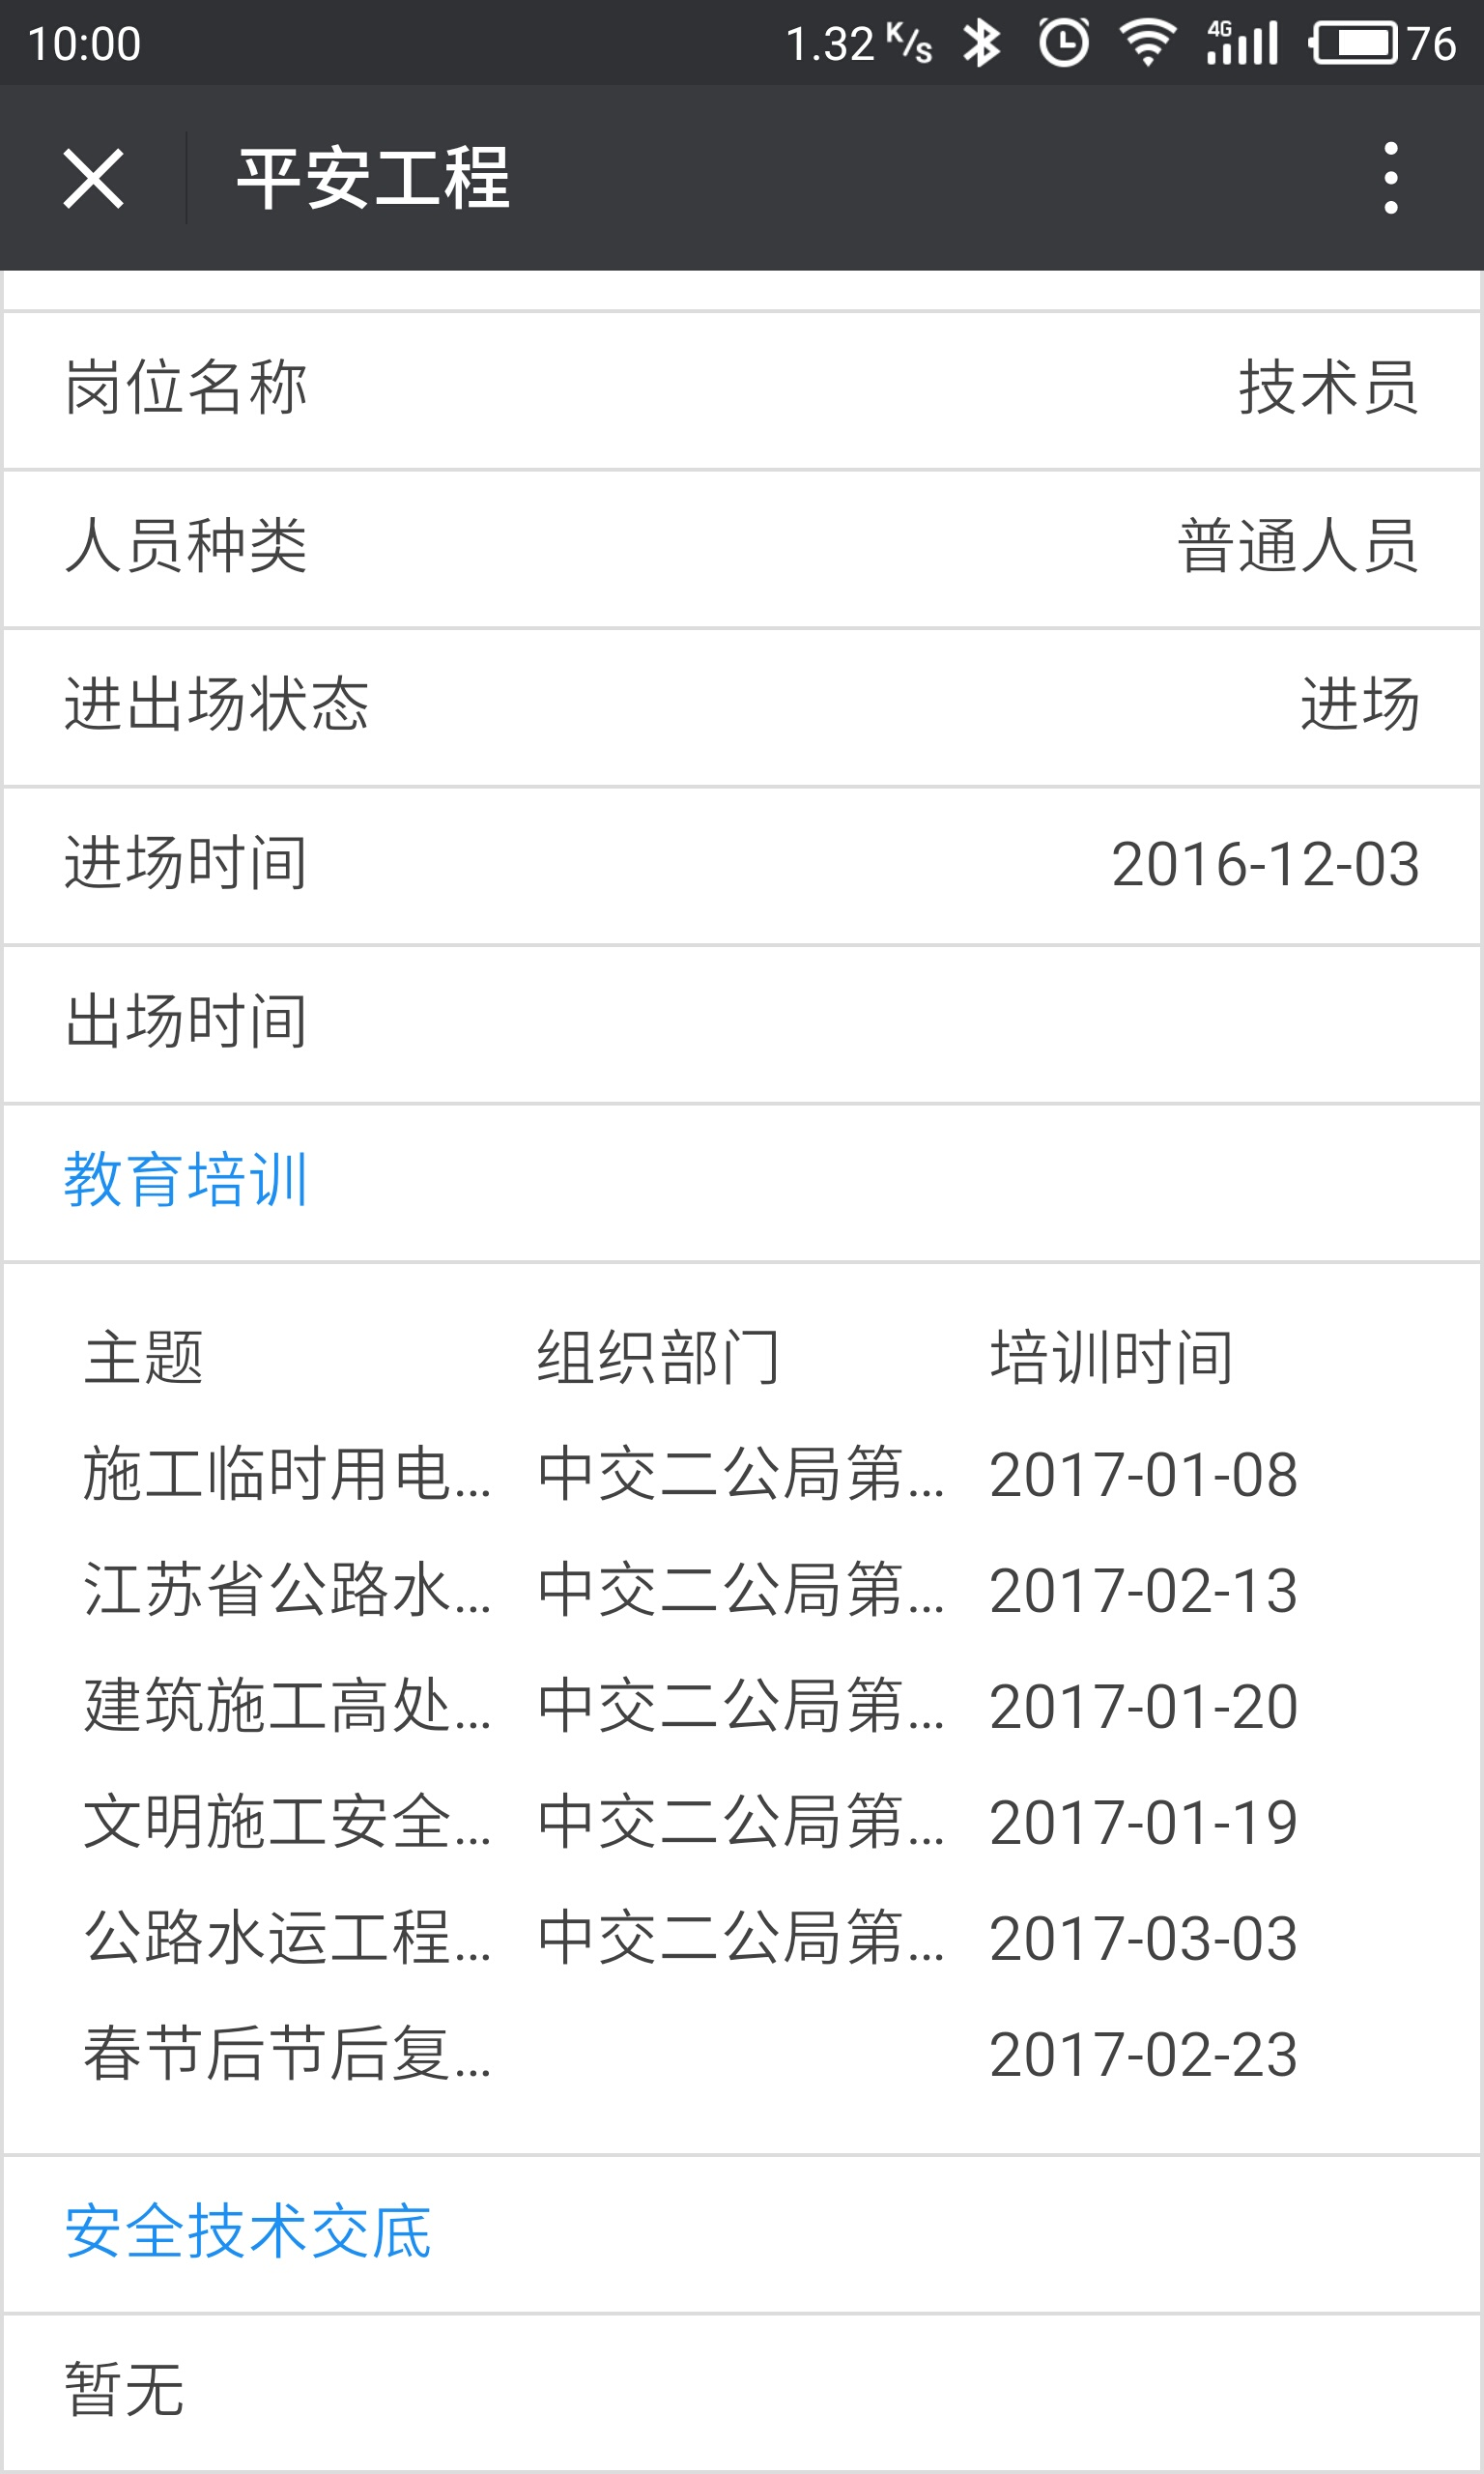 10:00 1.32 K/S 4G 76
平安工程
岗位名称 技术员
人员种类 普通人员
进出场状态 进场
进场时间 2016-12-03
出场时间
教育培训
主题 组织部门 培训时间
施工临时用电... 中交二公局第... 2017-01-08
江苏省公路水... 中交二公局第... 2017-02-13
建筑施工高处... 中交二公局第... 2017-01-20
文明施工安全... 中交二公局第... 2017-01-19
公路水运工程... 中交二公局第... 2017-03-03
春节后节后复... 2017-02-23
安全技术交底
暂无